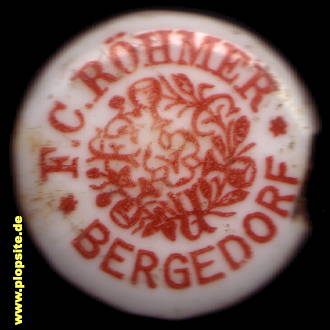 F. C. RÖHMER
* BERGEDORF *
www.plopsite.de